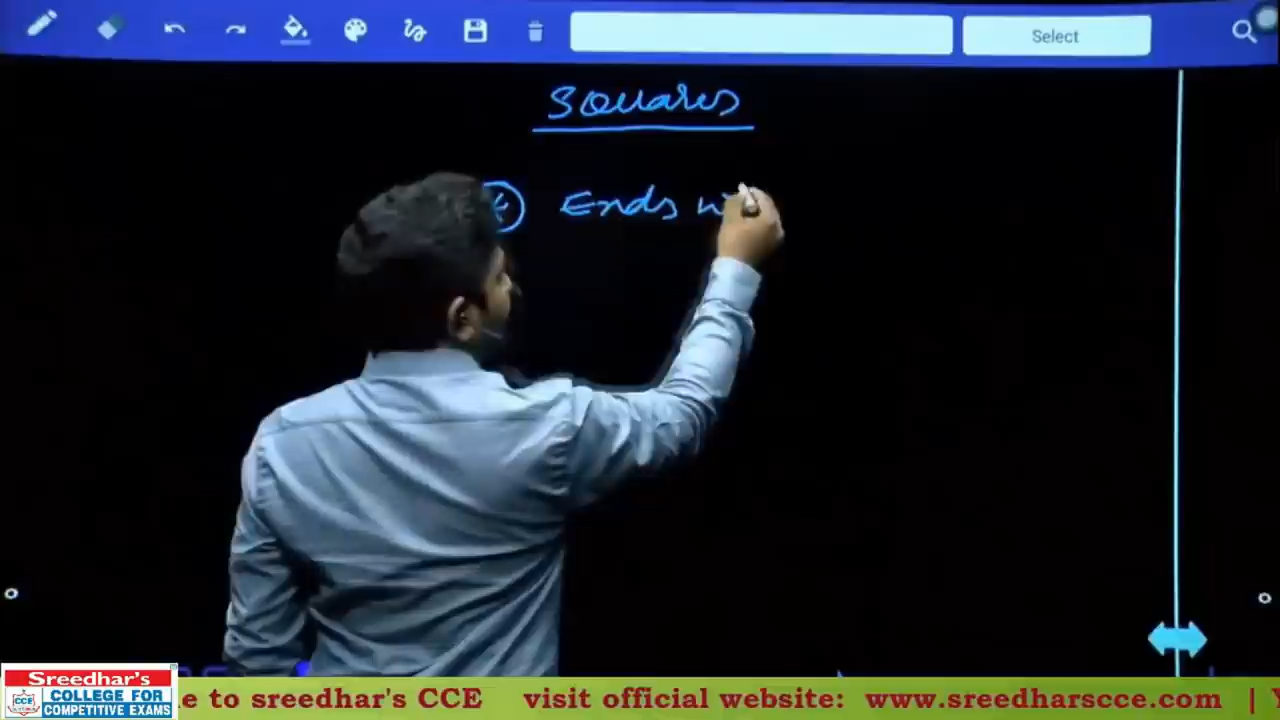 Select
Squares
Ends w
Sreedhar's
CCE
COLLEGE FOR
COMPETITIVE EXAMS
e to sreedhar's CCE visit official website: www.sreedharscce.com |